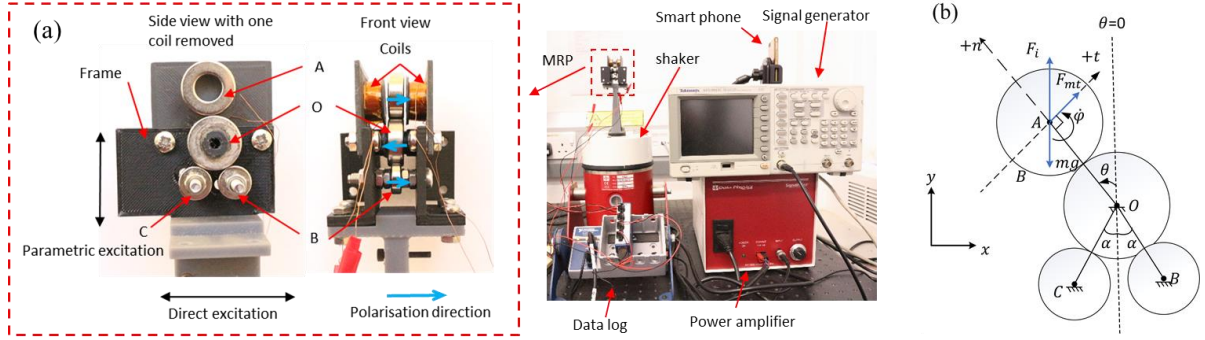 (a)
Side view with one
coil removed
Front view
Coils
Frame
A
O
C
B
Parametric excitation
Direct excitation
Polarisation direction
MRP
Smart phone
Signal generator
shaker
Tektronix
Data log
Power amplifier
(b)
θ=0
+n
F_i
+t
F_mt
A
φ̇
mg
B
θ
y
x
O
α
α
C
B